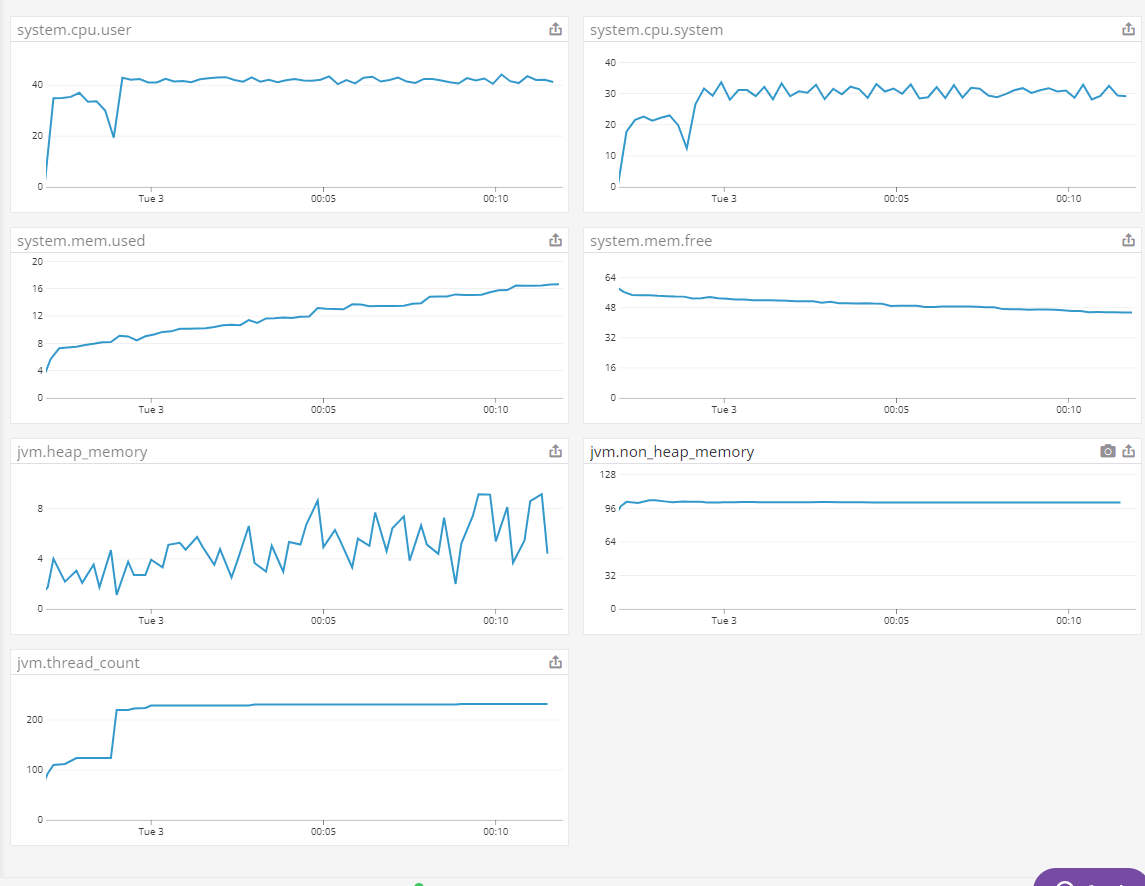 system.cpu.user
40
20
0
Tue 3 00:05 00:10
system.cpu.system
40
30
20
10
0
Tue 3 00:05 00:10
system.mem.used
20
16
12
8
4
0
Tue 3 00:05 00:10
system.mem.free
64
48
32
16
0
Tue 3 00:05 00:10
jvm.heap_memory
8
4
0
Tue 3 00:05 00:10
jvm.non_heap_memory
128
96
64
32
0
Tue 3 00:05 00:10
jvm.thread_count
200
100
0
Tue 3 00:05 00:10